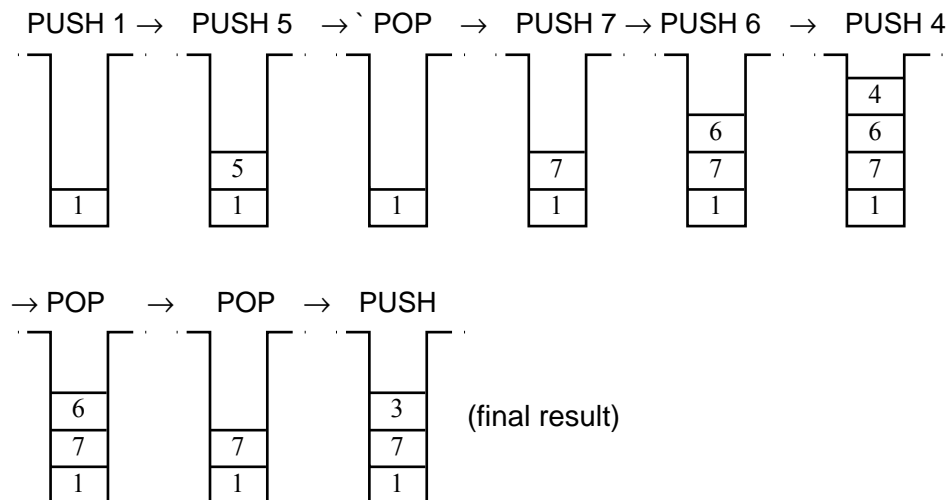 PUSH 1 → PUSH 5 → ` POP → PUSH 7 → PUSH 6 → PUSH 4
4
6 6
5 7 7 7
1 1 1 1 1 1
→ POP → POP → PUSH
6 3 (final result)
7 7 7
1 1 1